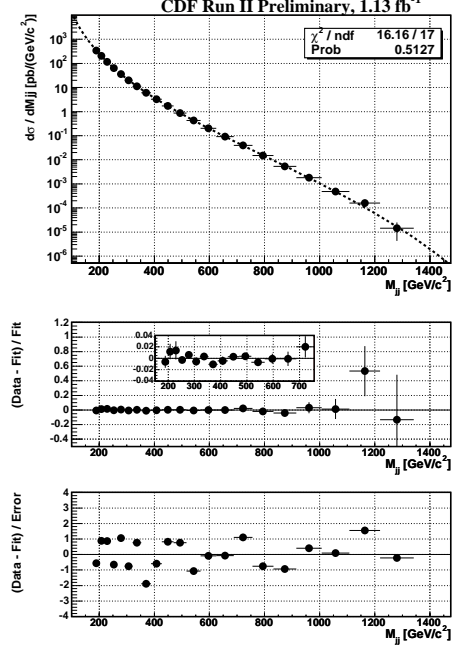 CDF Run II Preliminary, 1.13 fb⁻¹
χ² / ndf 16.16 / 17
Prob 0.5127
dσ / dMjj [pb/(GeV/c²)]
10³
10²
10
1
10⁻¹
10⁻²
10⁻³
10⁻⁴
10⁻⁵
10⁻⁶
200 400 600 800 1000 1200 1400
M_jj [GeV/c²]
(Data - Fit) / Fit
1.2
1
0.8
0.6
0.4
0.2
0
-0.2
-0.4
0.04
0.02
0
-0.02
-0.04
200 300 400 500 600 700
200 400 600 800 1000 1200 1400
M_jj [GeV/c²]
(Data - Fit) / Error
4
3
2
1
0
-1
-2
-3
-4
200 400 600 800 1000 1200 1400
M_jj [GeV/c²]